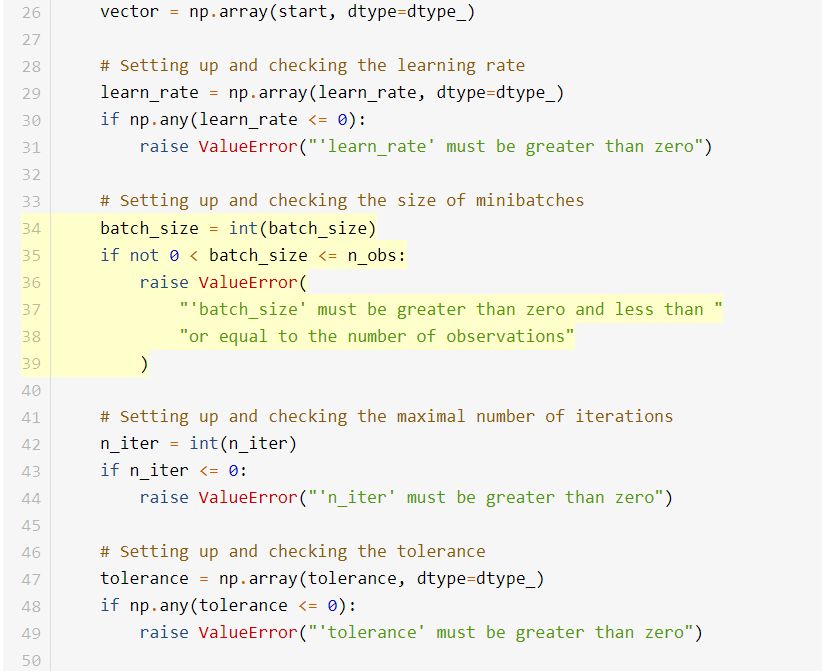 26 vector = np.array(start, dtype=dtype_)
27
28 # Setting up and checking the learning rate
29 learn_rate = np.array(learn_rate, dtype=dtype_)
30 if np.any(learn_rate <= 0):
31 raise ValueError("'learn_rate' must be greater than zero")
32
33 # Setting up and checking the size of minibatches
34 batch_size = int(batch_size)
35 if not 0 < batch_size <= n_obs:
36 raise ValueError(
37 "'batch_size' must be greater than zero and less than "
38 "or equal to the number of observations"
39 )
40
41 # Setting up and checking the maximal number of iterations
42 n_iter = int(n_iter)
43 if n_iter <= 0:
44 raise ValueError("'n_iter' must be greater than zero")
45
46 # Setting up and checking the tolerance
47 tolerance = np.array(tolerance, dtype=dtype_)
48 if np.any(tolerance <= 0):
49 raise ValueError("'tolerance' must be greater than zero")
50